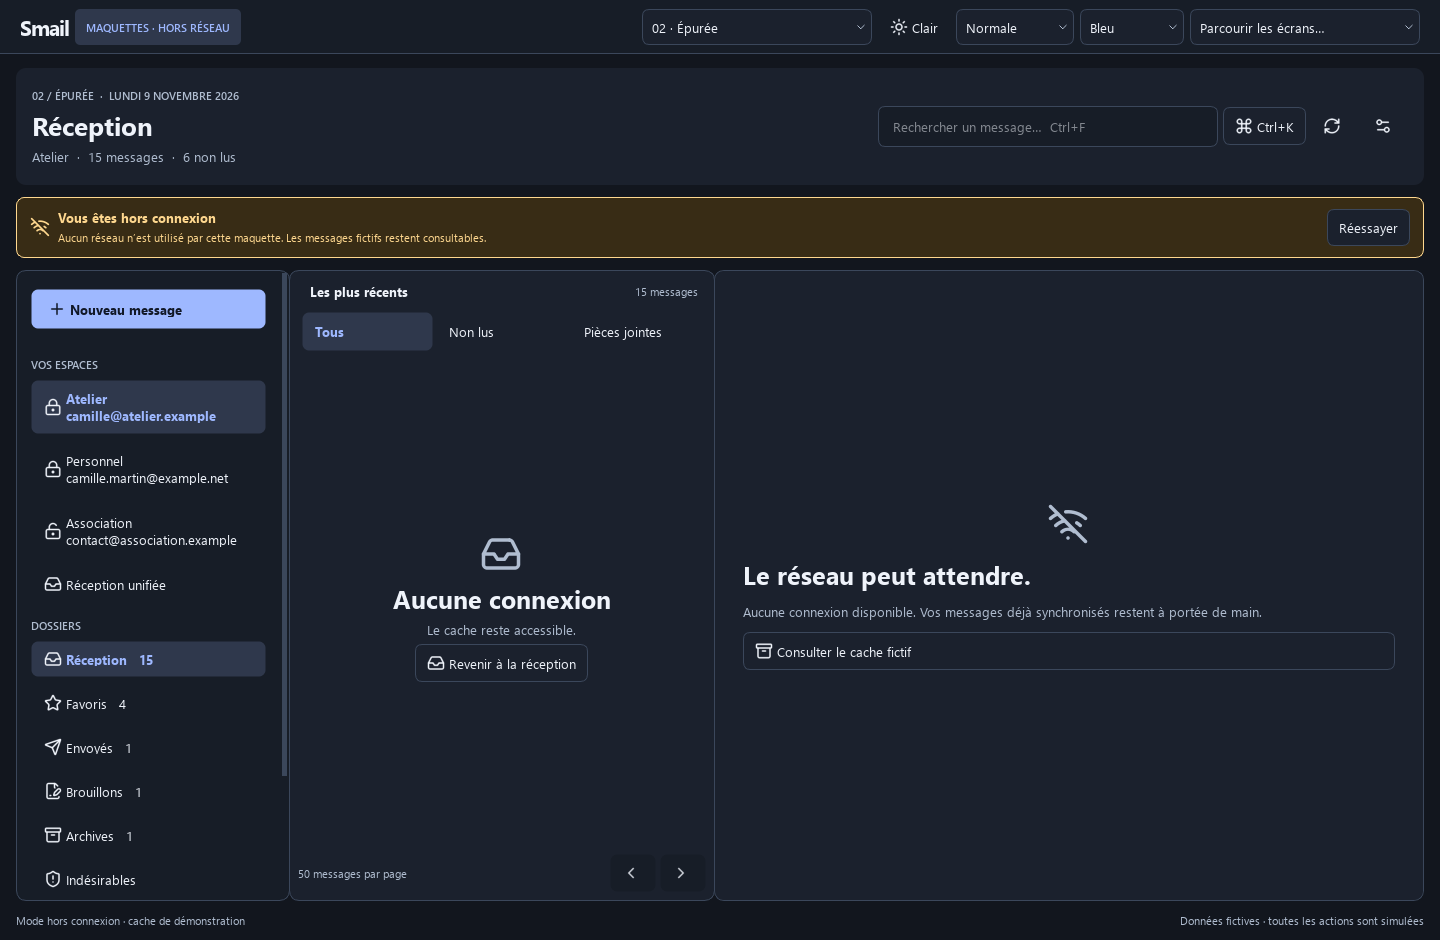 Smail
MAQUETTES · HORS RÉSEAU
02 · Épurée
Clair
Normale
Bleu
Parcourir les écrans...
02 / ÉPURÉE · LUNDI 9 NOVEMBRE 2026
Réception
Atelier · 15 messages · 6 non lus
Rechercher un message... Ctrl+F
Ctrl+K
Vous êtes hors connexion
Aucun réseau n'est utilisé par cette maquette. Les messages fictifs restent consultables.
Réessayer
Nouveau message
VOS ESPACES
Atelier
camille@atelier.example
Personnel
camille.martin@example.net
Association
contact@association.example
Réception unifiée
DOSSIERS
Réception 15
Favoris 4
Envoyés 1
Brouillons 1
Archives 1
Indésirables
Les plus récents
15 messages
Tous
Non lus
Pièces jointes
Aucune connexion
Le cache reste accessible.
Revenir à la réception
50 messages par page
Le réseau peut attendre.
Aucune connexion disponible. Vos messages déjà synchronisés restent à portée de main.
Consulter le cache fictif
Mode hors connexion · cache de démonstration
Données fictives · toutes les actions sont simulées